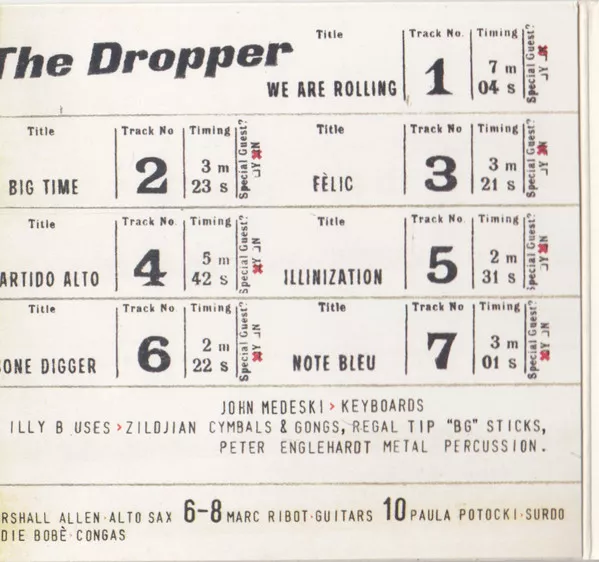 The Dropper
Title Track No. Timing Special Guest?
WE ARE ROLLING 1 7 m 04 s Y N
Title Track No Timing Special Guest?
BIG TIME 2 3 m 23 s Y N
Title Track No. Timing Special Guest?
FÈLIC 3 3 m 21 s Y N
Title Track No. Timing Special Guest?
ARTIDO ALTO 4 5 m 42 s Y N
Title Track No. Timing Special Guest?
ILLINIZATION 5 2 m 31 s Y N
Title Track No. Timing Special Guest?
ONE DIGGER 6 2 m 22 s Y N
Title Track No Timing Special Guest?
NOTE BLEU 7 3 m 01 s Y N
JOHN MEDESKI > KEYBOARDS
ILLY B USES > ZILDJIAN CYMBALS & GONGS, REGAL TIP "BG" STICKS,
PETER ENGLEHARDT METAL PERCUSSION.
RSHALL ALLEN·ALTO SAX 6-8 MARC RIBOT·GUITARS 10 PAULA POTOCKI·SURDO
DIE BOBÈ·CONGAS